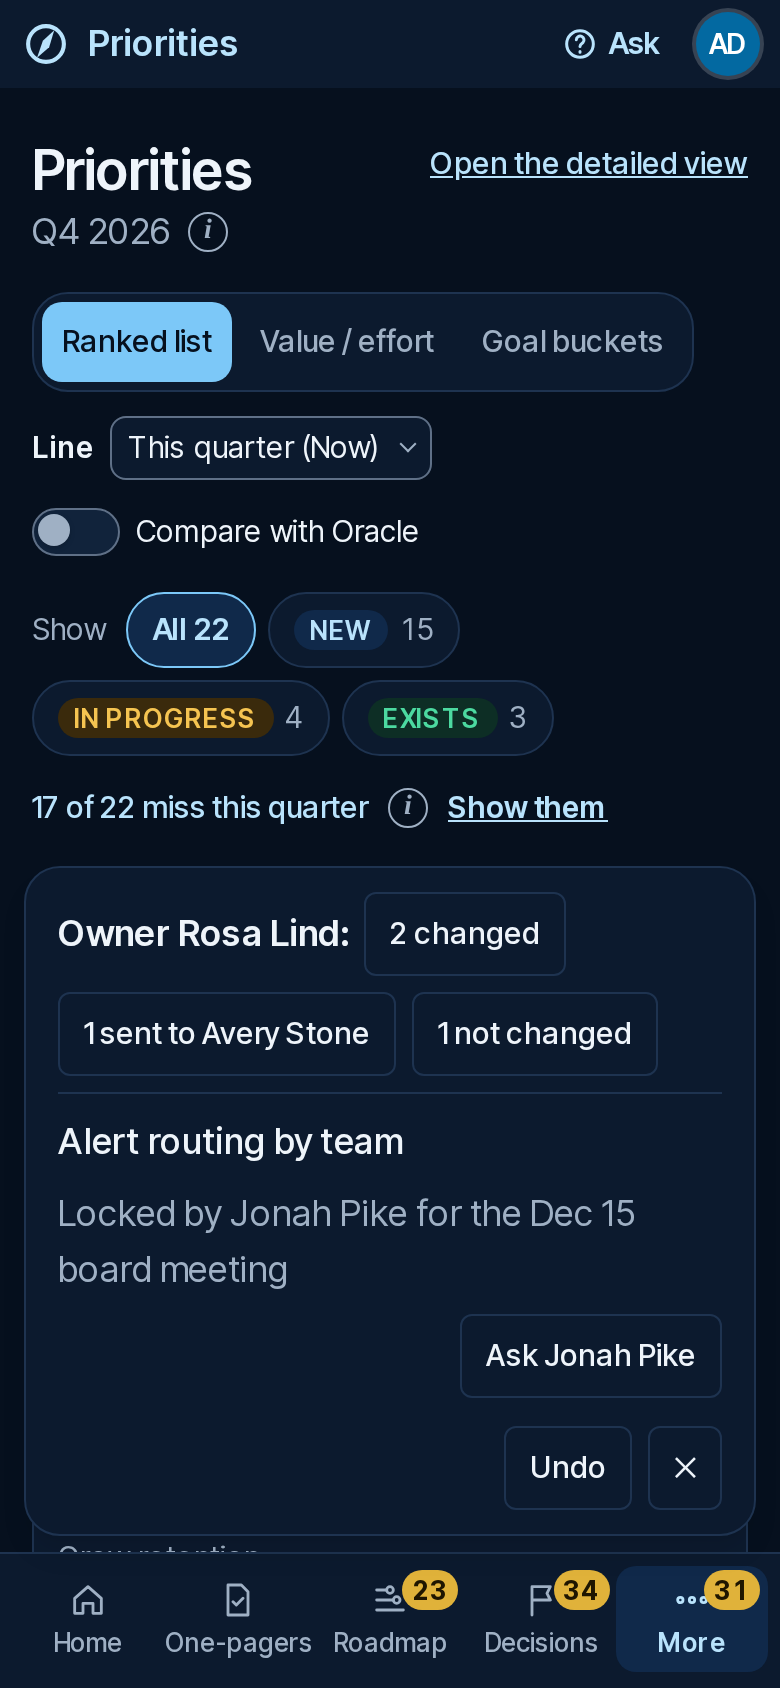 Priorities
Ask
AD
Priorities
Open the detailed view
Q4 2026
i
Ranked list
Value / effort
Goal buckets
Line
This quarter (Now)
Compare with Oracle
Show
All 22
NEW 15
IN PROGRESS 4
EXISTS 3
17 of 22 miss this quarter
i
Show them
Owner Rosa Lind:
2 changed
1 sent to Avery Stone
1 not changed
Alert routing by team
Locked by Jonah Pike for the Dec 15
board meeting
Ask Jonah Pike
Undo
23
34
31
Home
One-pagers
Roadmap
Decisions
More